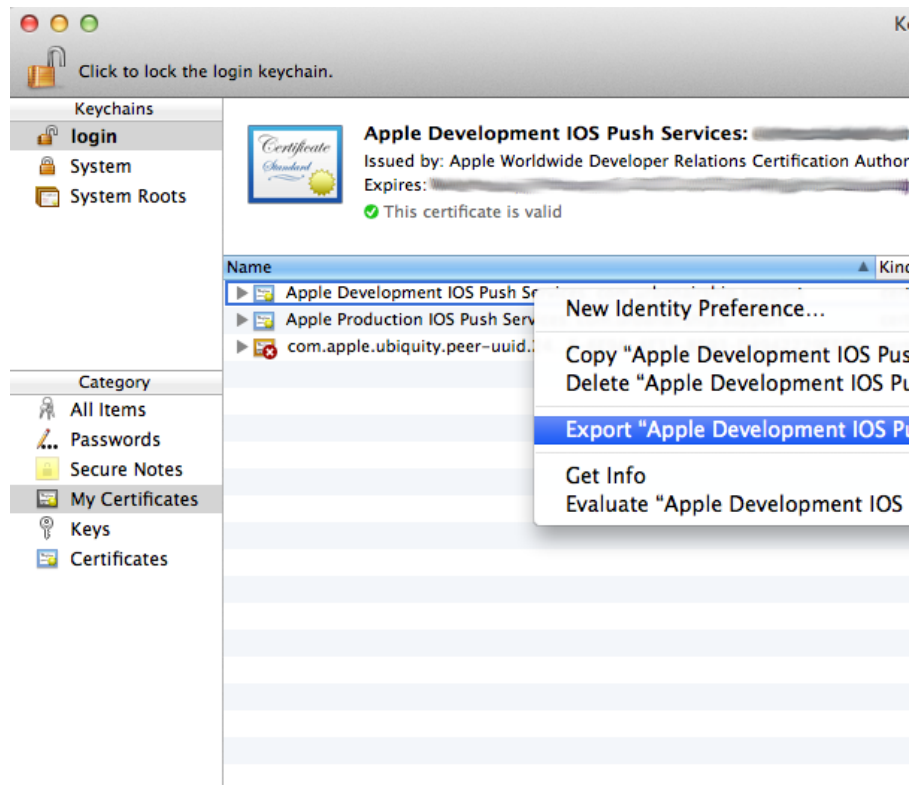 Click to lock the login keychain.
Keychains
login
System
System Roots
Certificate
Standard
Apple Development IOS Push Services:
Issued by: Apple Worldwide Developer Relations Certification Author
Expires:
This certificate is valid
Name
Kind
Apple Development IOS Push Se
Apple Production IOS Push Serv
com.apple.ubiquity.peer-uuid.
New Identity Preference...
Copy “Apple Development IOS Pus
Delete “Apple Development IOS Pu
Export “Apple Development IOS Pu
Get Info
Evaluate “Apple Development IOS
Category
All Items
Passwords
Secure Notes
My Certificates
Keys
Certificates